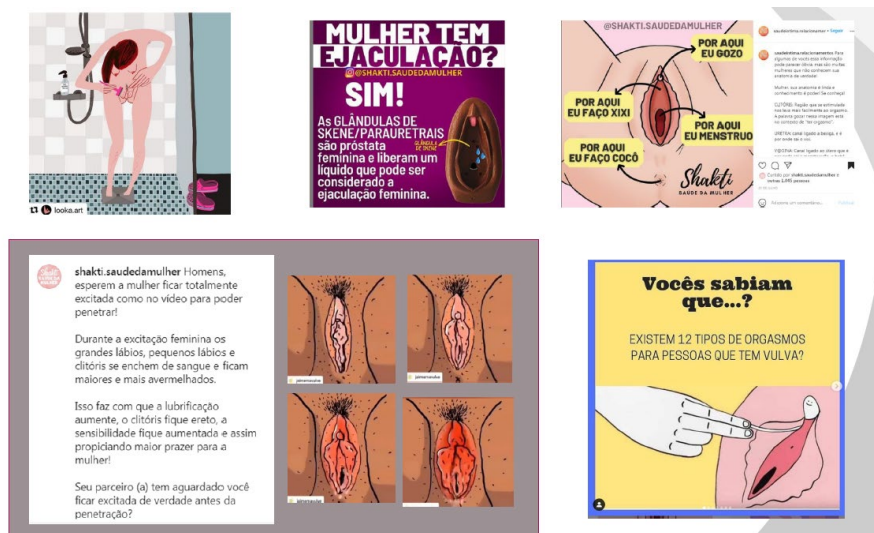 looka.art
MULHER TEM
EJACULAÇÃO?
@SHAKTI.SAUDEDAMULHER
SIM!
As GLÂNDULAS DE
SKENE/PARAURETRAIS
são próstata
feminina e liberam um
líquido que pode ser
considerado a
ejaculação feminina.
GLÂNDULA
DE SKENE
@SHAKTI.SAUDEDAMULHER
POR AQUI
EU GOZO
POR AQUI
EU FAÇO XIXI
POR AQUI
EU MENSTRUO
POR AQUI
EU FAÇO COCÔ
Shakti
SAÚDE DA MULHER
shakti.saudedamulher Homens,
esperem a mulher ficar totalmente
excitada como no vídeo para poder
penetrar!
Durante a excitação feminina os
grandes lábios, pequenos lábios e
clitóris se enchem de sangue e ficam
maiores e mais avermelhados.
Isso faz com que a lubrificação
aumente, o clitóris fique ereto, a
sensibilidade fique aumentada e assim
propiciando maior prazer para a
mulher!
Seu parceiro (a) tem aguardado você
ficar excitada de verdade antes da
penetração?
Vocês sabiam
que...?
EXISTEM 12 TIPOS DE ORGASMOS
PARA PESSOAS QUE TEM VULVA?